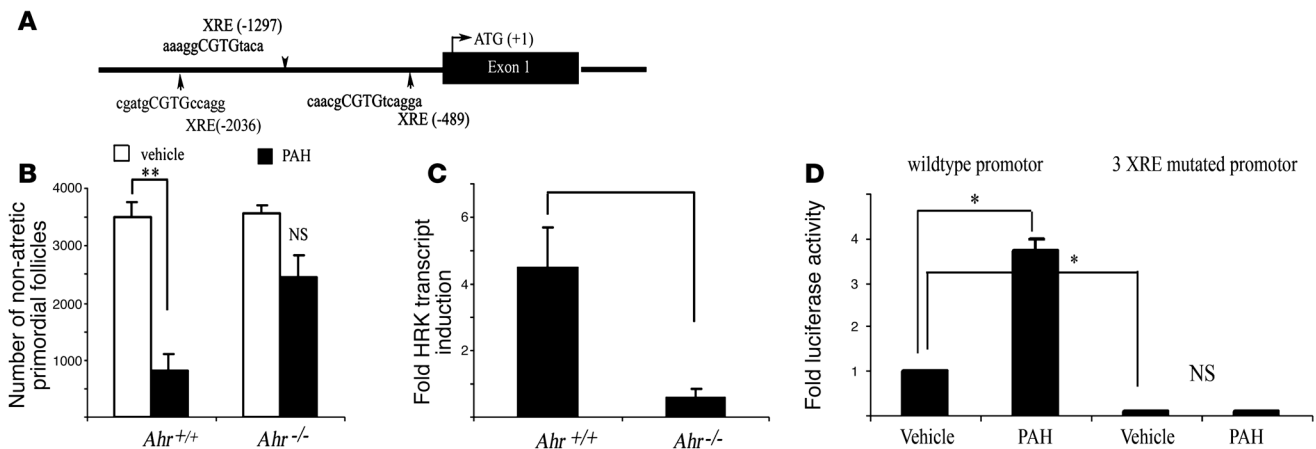 A
XRE (-1297)
aaaggCGTGtaca
ATG (+1)
Exon 1
cgatgCGTGccagg
XRE(-2036)
caacgCGTGtcagga
XRE (-489)
B
vehicle
PAH
**
NS
4000
3000
2000
1000
Number of non-atretic
primordial follicles
Ahr +/+
Ahr -/-
C
6
4
2
Fold HRK transcript
induction
Ahr +/+
Ahr -/-
D
wildtype promotor
3 XRE mutated promotor
*
*
4
3
2
1
NS
Fold luciferase activity
Vehicle
PAH
Vehicle
PAH